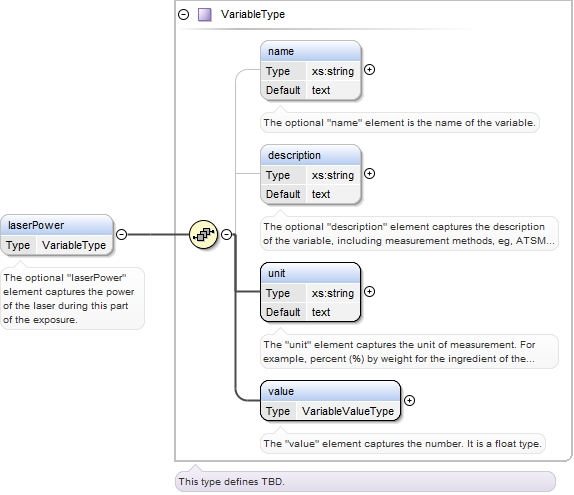 VariableType
name
Type xs:string
Default text
The optional "name" element is the name of the variable.
description
Type xs:string
Default text
The optional "description" element captures the description
of the variable, including measurement methods, eg, ATSM...
laserPower
Type VariableType
The optional "laserPower"
element captures the power
of the laser during this part
of the exposure.
unit
Type xs:string
Default text
The "unit" element captures the unit of measurement. For
example, percent (%) by weight for the ingredient of the...
value
Type VariableValueType
The "value" element captures the number. It is a float type.
This type defines TBD.